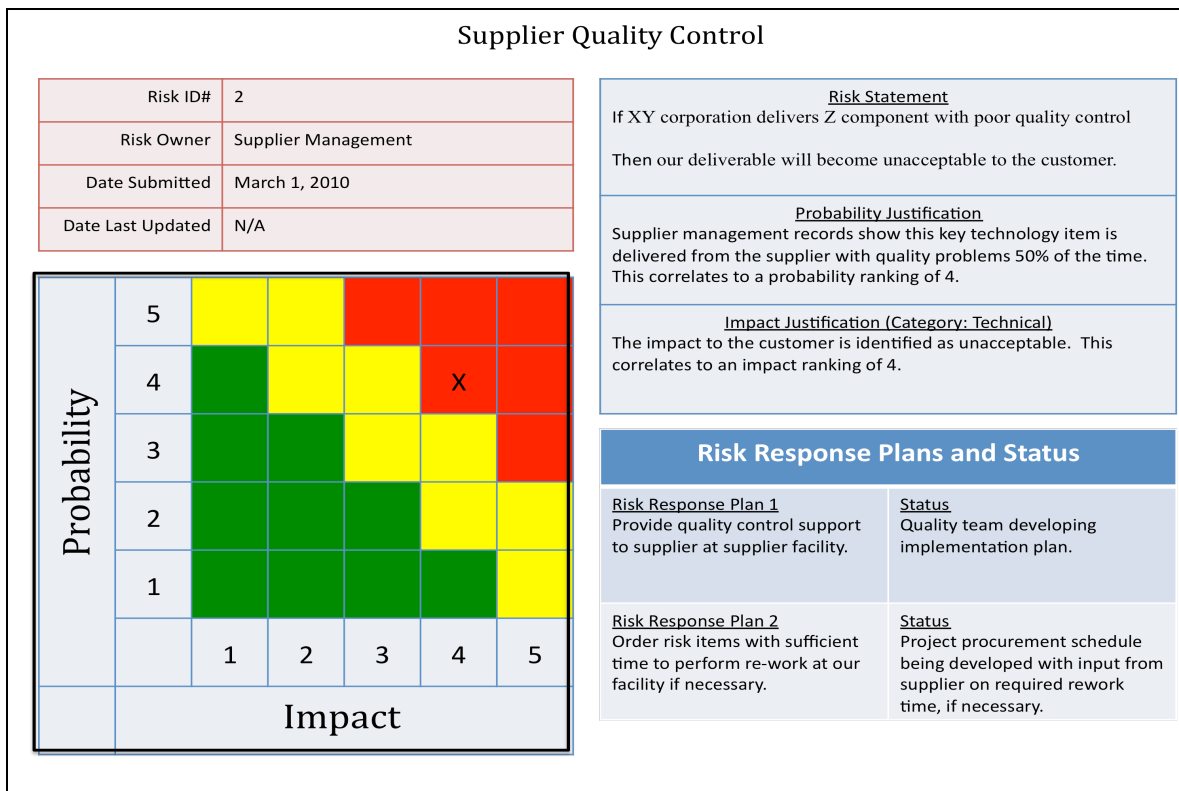 Supplier Quality Control
Risk ID# 2
Risk Owner Supplier Management
Date Submitted March 1, 2010
Date Last Updated N/A
Probability
5
4 X
3
2
1
1 2 3 4 5
Impact
Risk Statement
If XY corporation delivers Z component with poor quality control
Then our deliverable will become unacceptable to the customer.
Probability Justification
Supplier management records show this key technology item is
delivered from the supplier with quality problems 50% of the time.
This correlates to a probability ranking of 4.
Impact Justification (Category: Technical)
The impact to the customer is identified as unacceptable.  This
correlates to an impact ranking of 4.
Risk Response Plans and Status
Risk Response Plan 1
Provide quality control support
to supplier at supplier facility.
Status
Quality team developing
implementation plan.
Risk Response Plan 2
Order risk items with sufficient
time to perform re-work at our
facility if necessary.
Status
Project procurement schedule
being developed with input from
supplier on required rework
time, if necessary.